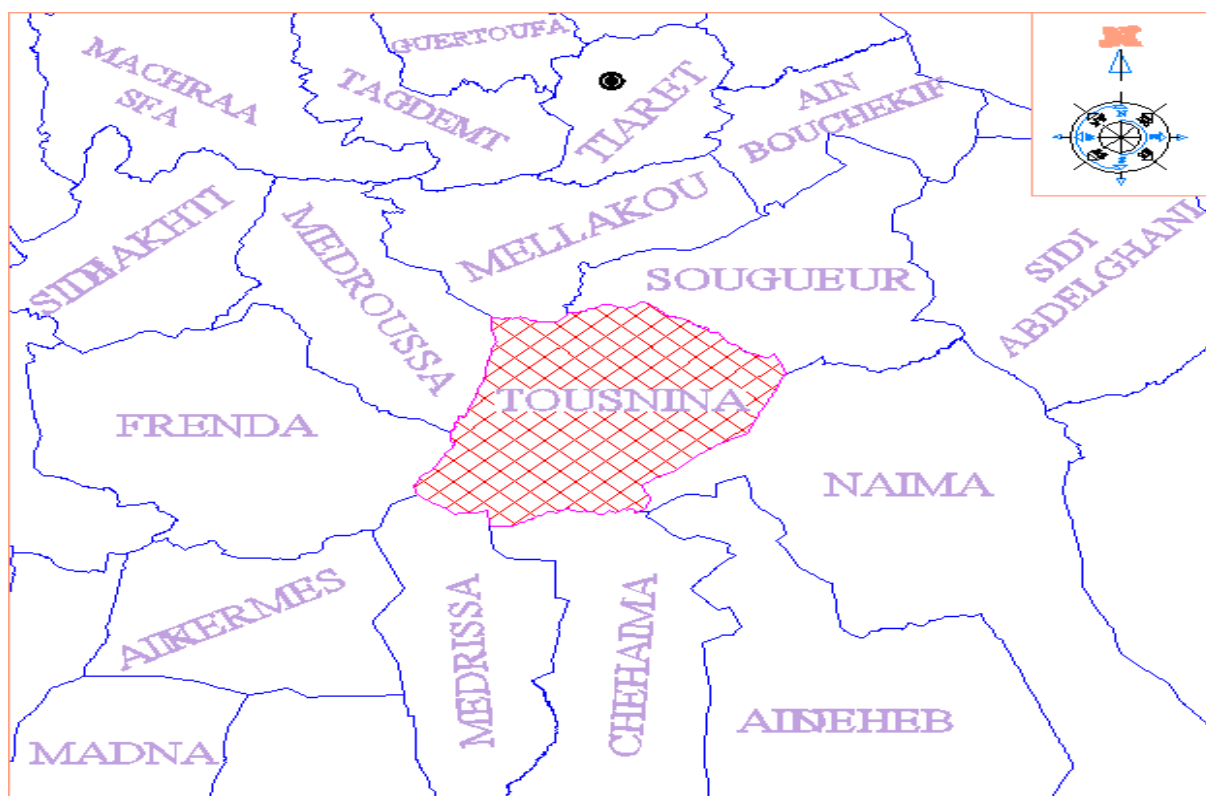 GUERTOUFA
MACHRAA
SFA
TAGDEMT
TIARET
AIN
BOUCHEKIF
N
SIDI
MEDROUSSA
MELLAKOU
SOUGUEUR
SIDI
ABDELGHANI
FRENDA
TOUSNINA
NAIMA
AIN KERMES
MEDRISSA
CHEHAIMA
AIN DEHEB
MADNA